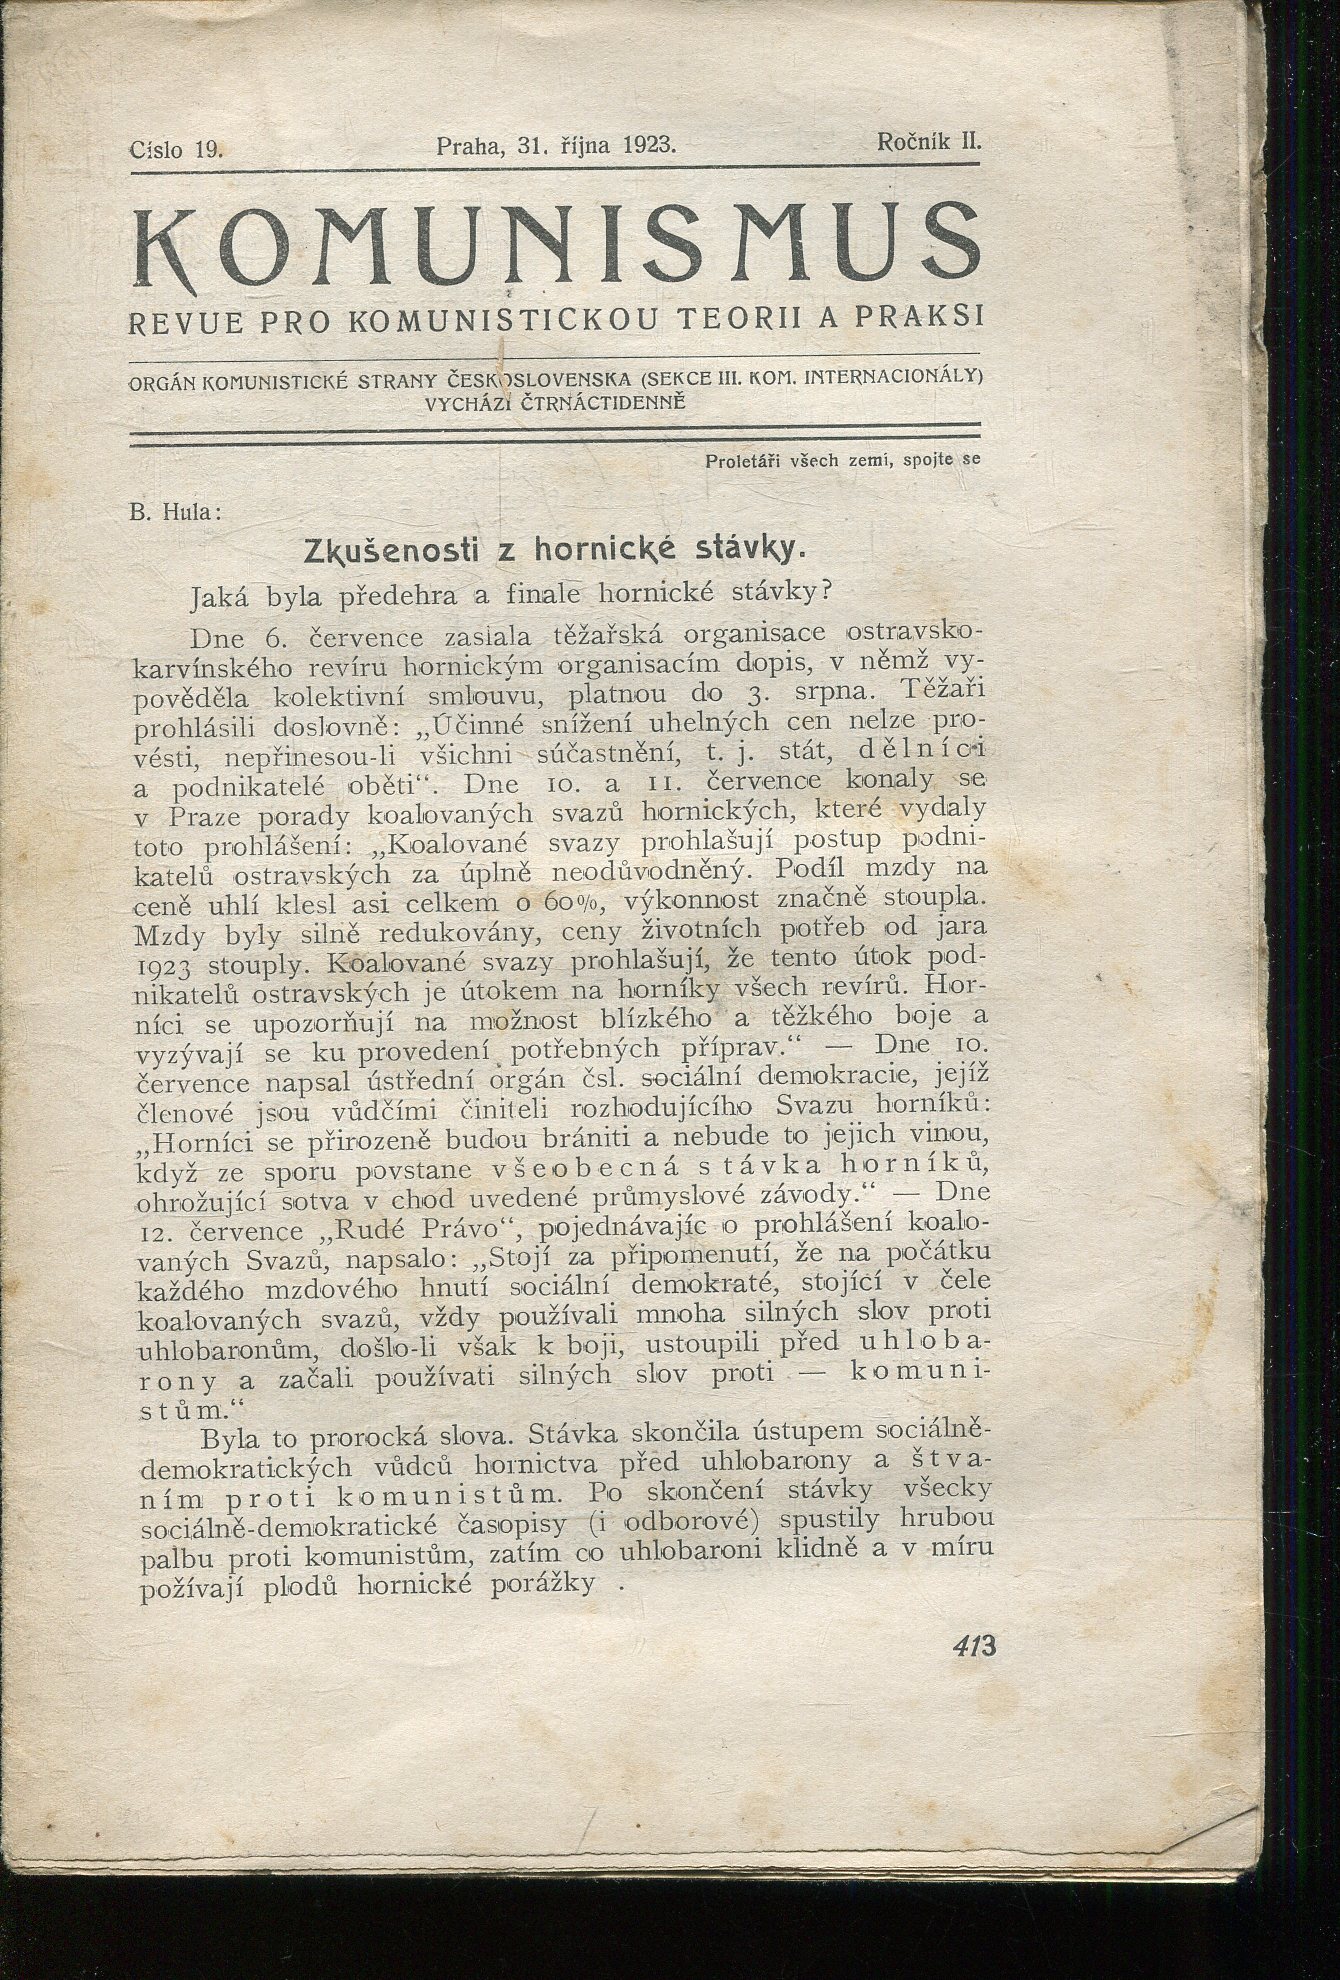 Císlo 19.
Praha, 31. října 1923.
Ročník II.
KOMUNISMUS
REVUE PRO KOMUNISTICKOU TEORII A PRAKSI
ORGÁN KOMUNISTICKÉ STRANY ČESKOSLOVENSKA (SEKCE III. KOM. INTERNACIONÁLY)
VYCHÁZÍ ČTRNÁCTIDENNĚ
Proletáři všech zemí, spojte se
B. Hula:
Zkušenosti z hornické stávky.
Jaká byla předehra a finale hornické stávky?
Dne 6. července zaslala těžařská organisace ostravsko-
karvínského revíru hornickým organisacím dopis, v němž vy-
pověděla kolektivní smlouvu, platnou do 3. srpna. Těžaři
prohlásili doslovně: „Účinné snížení uhelných cen nelze pro-
vésti, nepřinesou-li všichni súčastnění, t. j. stát, dělníci
a podnikatelé oběti“. Dne 10. a 11. července konaly se
v Praze porady koalovaných svazů hornických, které vydaly
toto prohlášení: „Koalované svazy prohlašují postup podni-
katelů ostravských za úplně neodůvodněný. Podíl mzdy na
ceně uhlí klesl asi celkem o 60%, výkonnost značně stoupla.
Mzdy byly silně redukovány, ceny životních potřeb od jara
1923 stouply. Koalované svazy prohlašují, že tento útok pod-
nikatelů ostravských je útokem na horníky všech revírů. Hor-
níci se upozorňují na možnost blízkého a těžkého boje a
vyzývají se ku provedení potřebných příprav.“ — Dne 10.
července napsal ústřední orgán čsl. sociální demokracie, jejíž
členové jsou vůdčími činiteli rozhodujícího Svazu horníků:
„Horníci se přirozeně budou brániti a nebude to jejich vinou,
když ze sporu povstane všeobecná stávka horníků,
ohrožující sotva v chod uvedené průmyslové závody.“ — Dne
12. července „Rudé Právo“, pojednávajíc o prohlášení koalo-
vaných Svazů, napsalo: „Stojí za připomenutí, že na počátku
každého mzdového hnutí sociální demokraté, stojící v čele
koalovaných svazů, vždy používali mnoha silných slov proti
uhlobaronům, došlo-li však k boji, ustoupili před uhloba-
rony a začali používati silných slov proti — komuni-
stům.“
Byla to prorocká slova. Stávka skončila ústupem sociálně-
demokratických vůdců hornictva před uhlobarony a štva-
ním proti komunistům. Po skončení stávky všecky
sociálně-demokratické časopisy (i odborové) spustily hrubou
palbu proti komunistům, zatím co uhlobaroni klidně a v míru
požívají plodů hornické porážky .
413